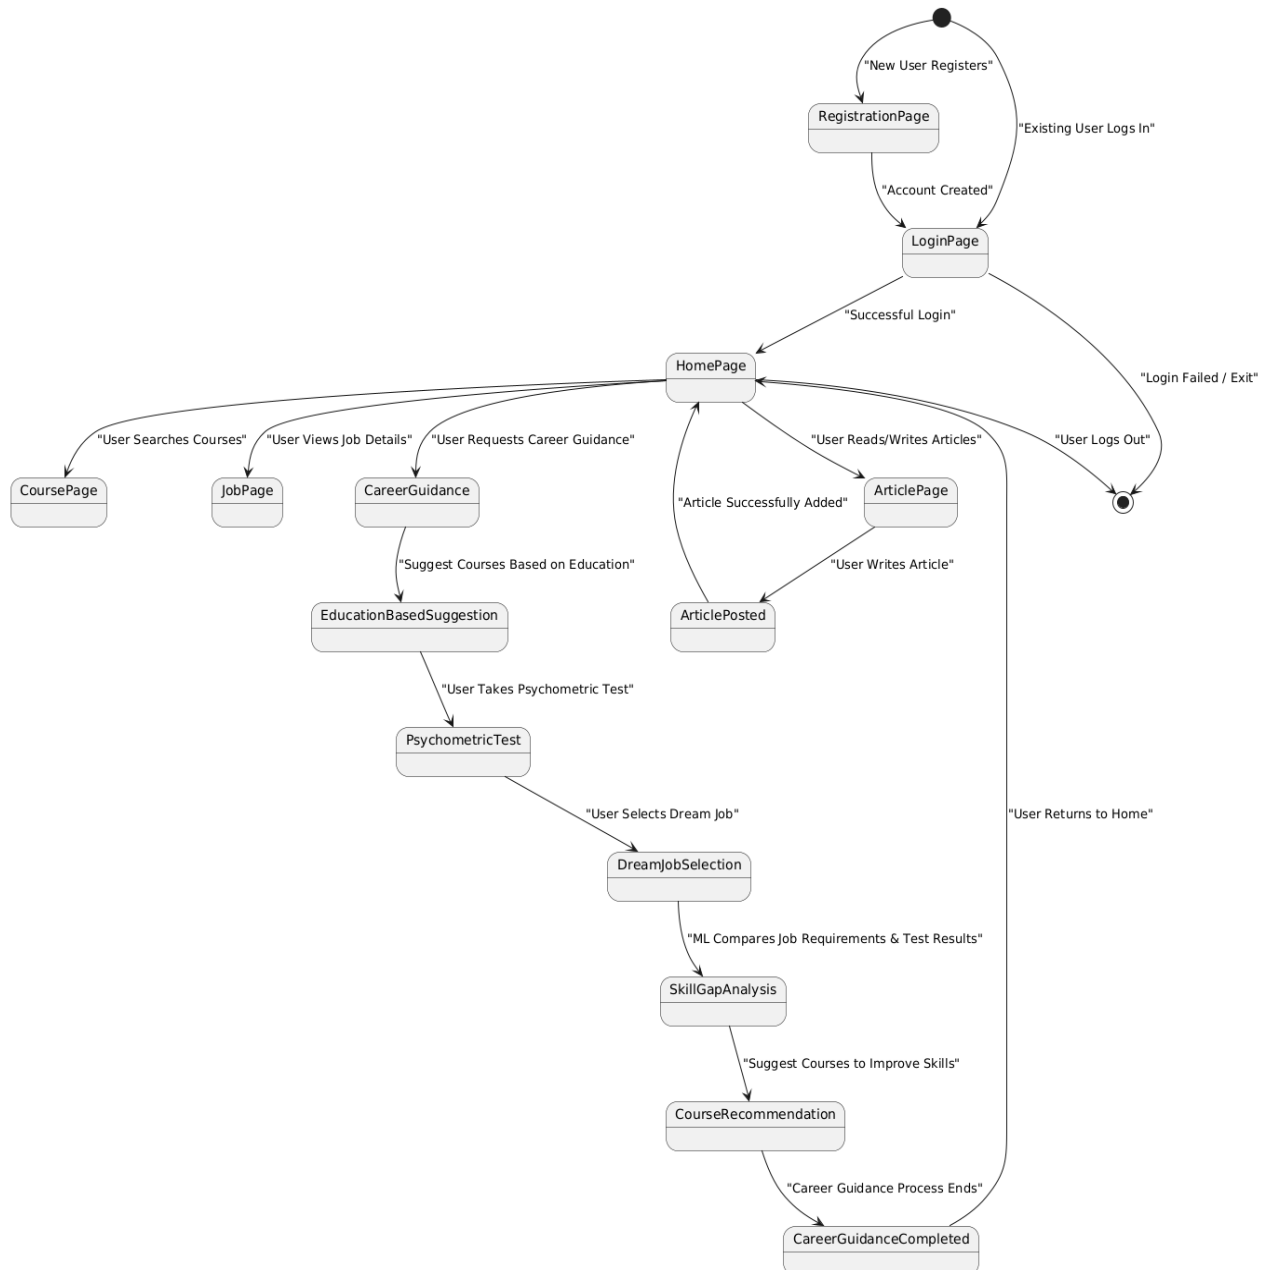 "New User Registers"
RegistrationPage
"Existing User Logs In"
"Account Created"
LoginPage
"Successful Login"
HomePage
"Login Failed / Exit"
"User Searches Courses"
"User Views Job Details"
"User Requests Career Guidance"
"User Reads/Writes Articles"
"User Logs Out"
CoursePage
JobPage
CareerGuidance
ArticlePage
"Article Successfully Added"
"Suggest Courses Based on Education"
"User Writes Article"
EducationBasedSuggestion
ArticlePosted
"User Takes Psychometric Test"
PsychometricTest
"User Selects Dream Job"
"User Returns to Home"
DreamJobSelection
"ML Compares Job Requirements & Test Results"
SkillGapAnalysis
"Suggest Courses to Improve Skills"
CourseRecommendation
"Career Guidance Process Ends"
CareerGuidanceCompleted